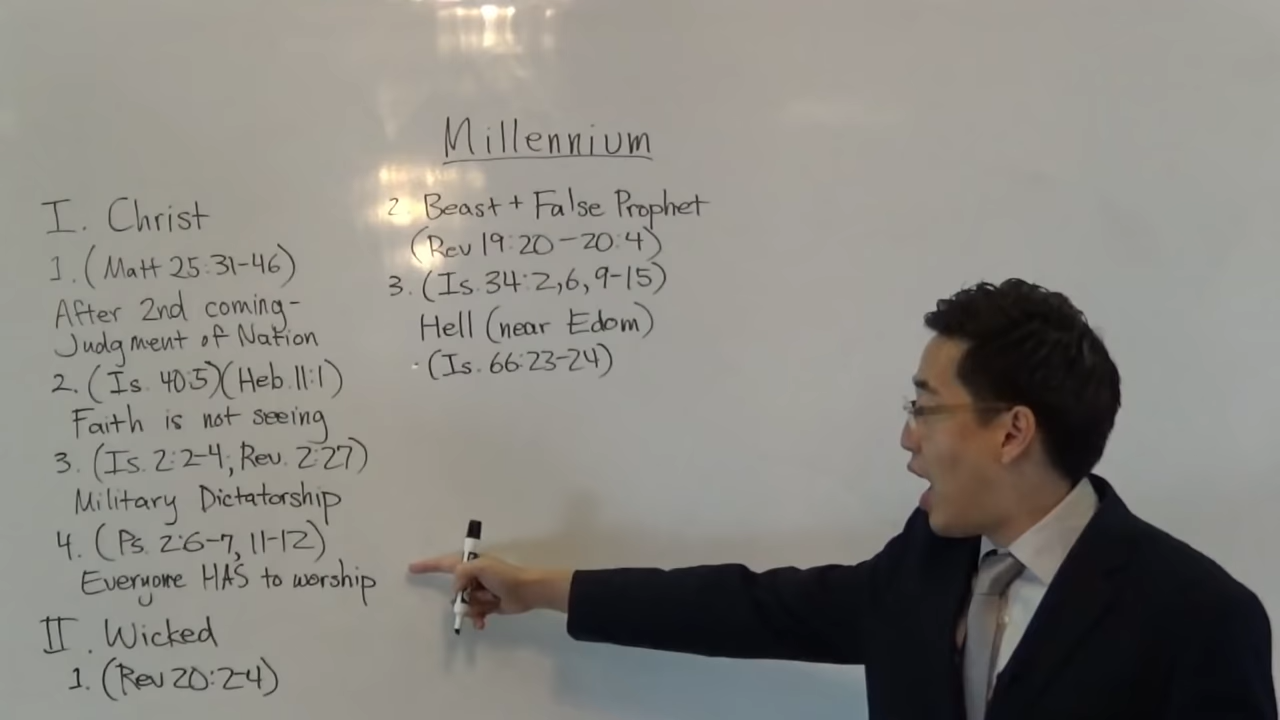 Millennium
I. Christ
1. (Matt 25:31-46)
After 2nd coming-
Judgment of Nation
2. (Is. 40:5)(Heb. 11:1)
Faith is not seeing
3. (Is. 2:2-4, Rev. 2:27)
Military Dictatorship
4. (Ps. 2:6-7, 11-12)
Everyone HAS to worship
II. Wicked
1. (Rev 20:2-4)
2. Beast + False Prophet
(Rev 19:20-20:4)
3. (Is. 34:2,6,9-15)
Hell (near Edom)
· (Is. 66:23-24)